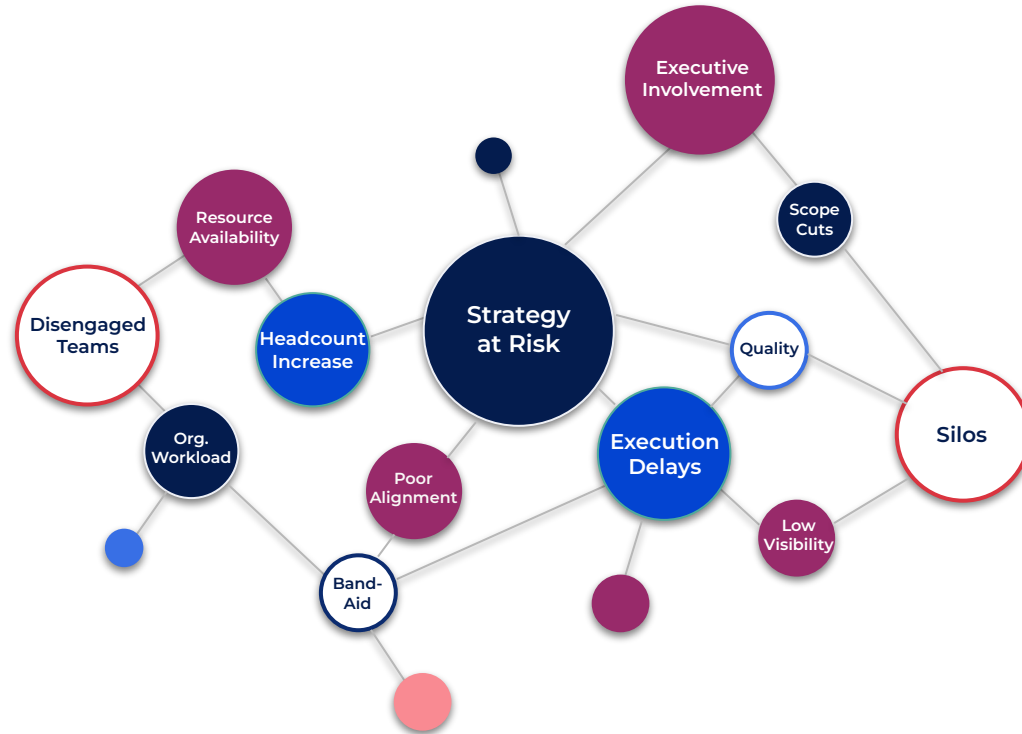 Executive
Involvement
Resource
Availability
Scope
Cuts
Disengaged
Teams
Headcount
Increase
Strategy
at Risk
Quality
Org.
Workload
Poor
Alignment
Execution
Delays
Silos
Low
Visibility
Band-
Aid